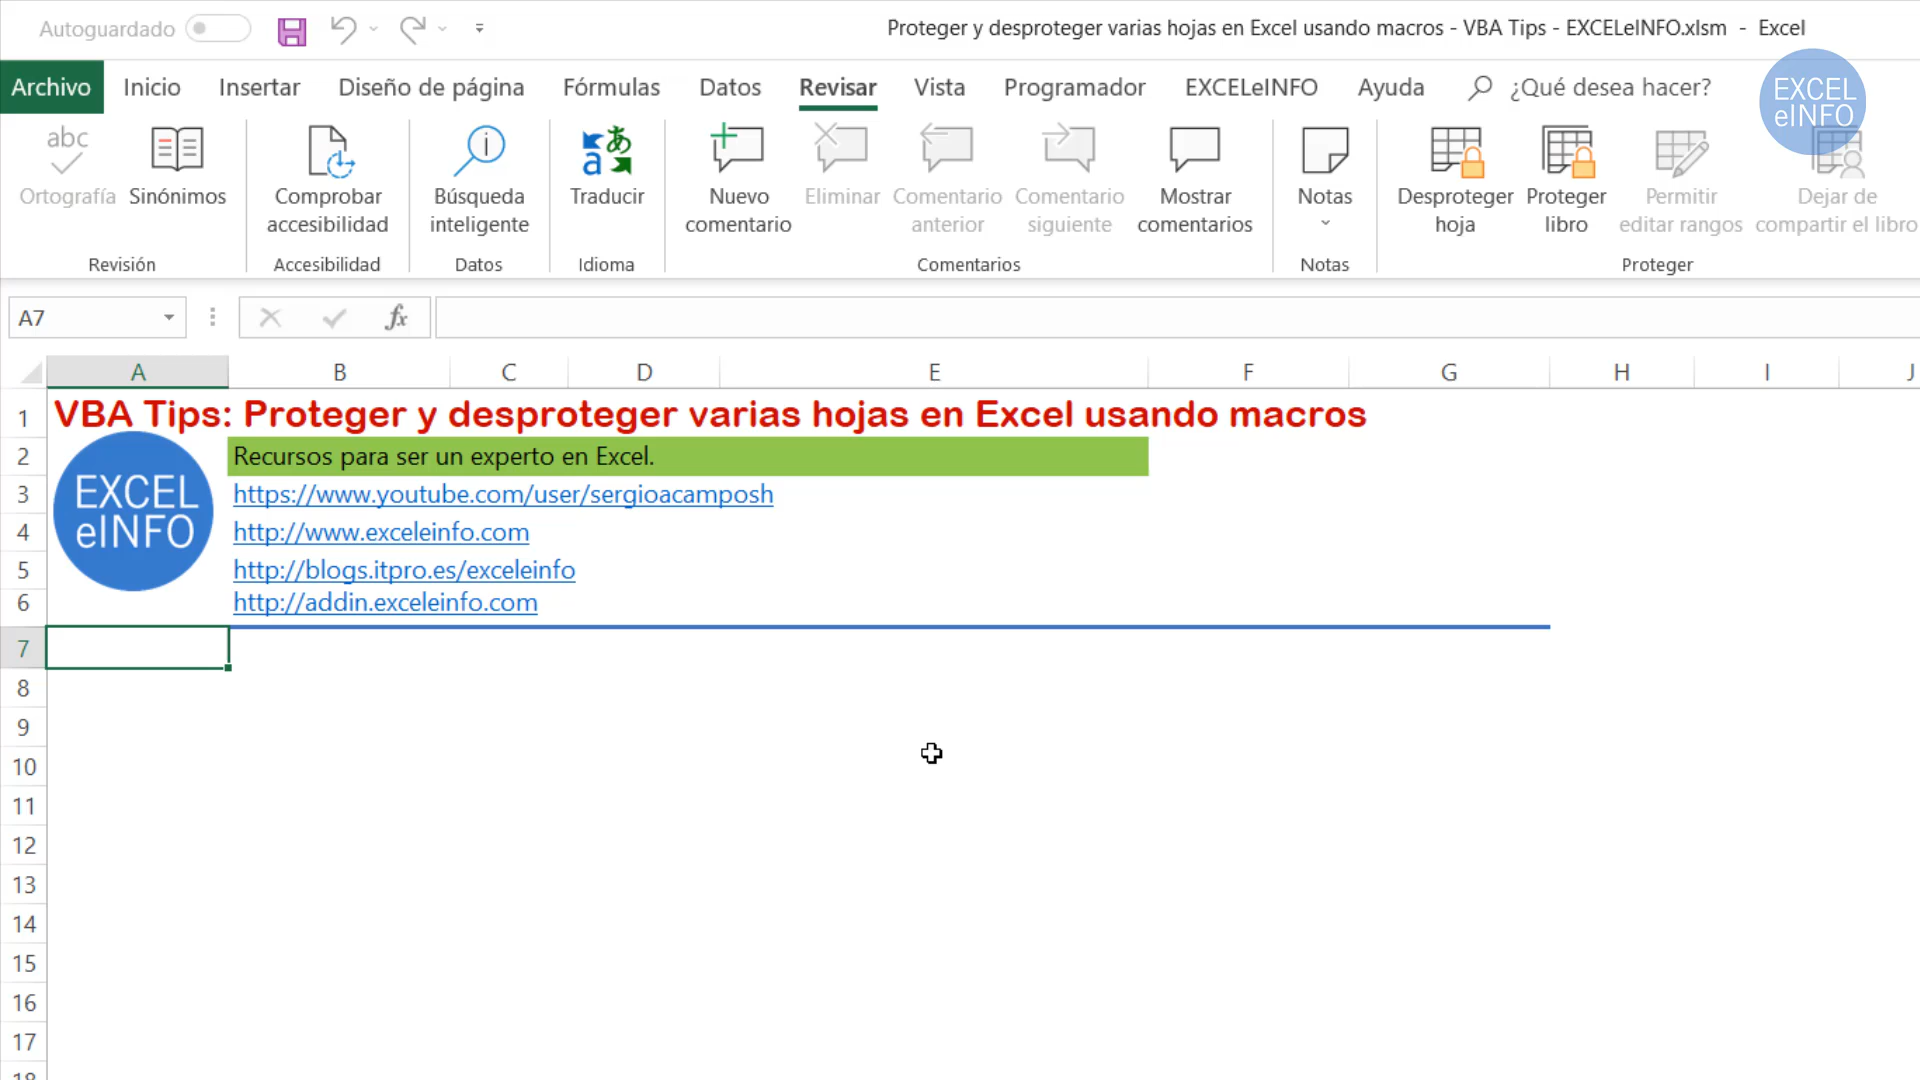 Autoguardado
Proteger y desproteger varias hojas en Excel usando macros - VBA Tips - EXCELeINFO.xlsm - Excel
Archivo Inicio Insertar Diseño de página Fórmulas Datos Revisar Vista Programador EXCELeINFO Ayuda ¿Qué desea hacer?
EXCEL
eINFO
abc
Ortografía
Sinónimos
Revisión
Comprobar
accesibilidad
Accesibilidad
Búsqueda
inteligente
Datos
Traducir
Idioma
Nuevo
comentario
Eliminar
Comentario
anterior
Comentario
siguiente
Mostrar
comentarios
Comentarios
Notas
Notas
Desproteger
hoja
Proteger
libro
Permitir
editar rangos
Dejar de
compartir el libro
Proteger
A7
fx
A B C D E F G H I J
1 VBA Tips: Proteger y desproteger varias hojas en Excel usando macros
EXCEL
eINFO
2 Recursos para ser un experto en Excel.
3 https://www.youtube.com/user/sergioacamposh
4 http://www.exceleinfo.com
5 http://blogs.itpro.es/exceleinfo
6 http://addin.exceleinfo.com
7
8
9
10
11
12
13
14
15
16
17
18